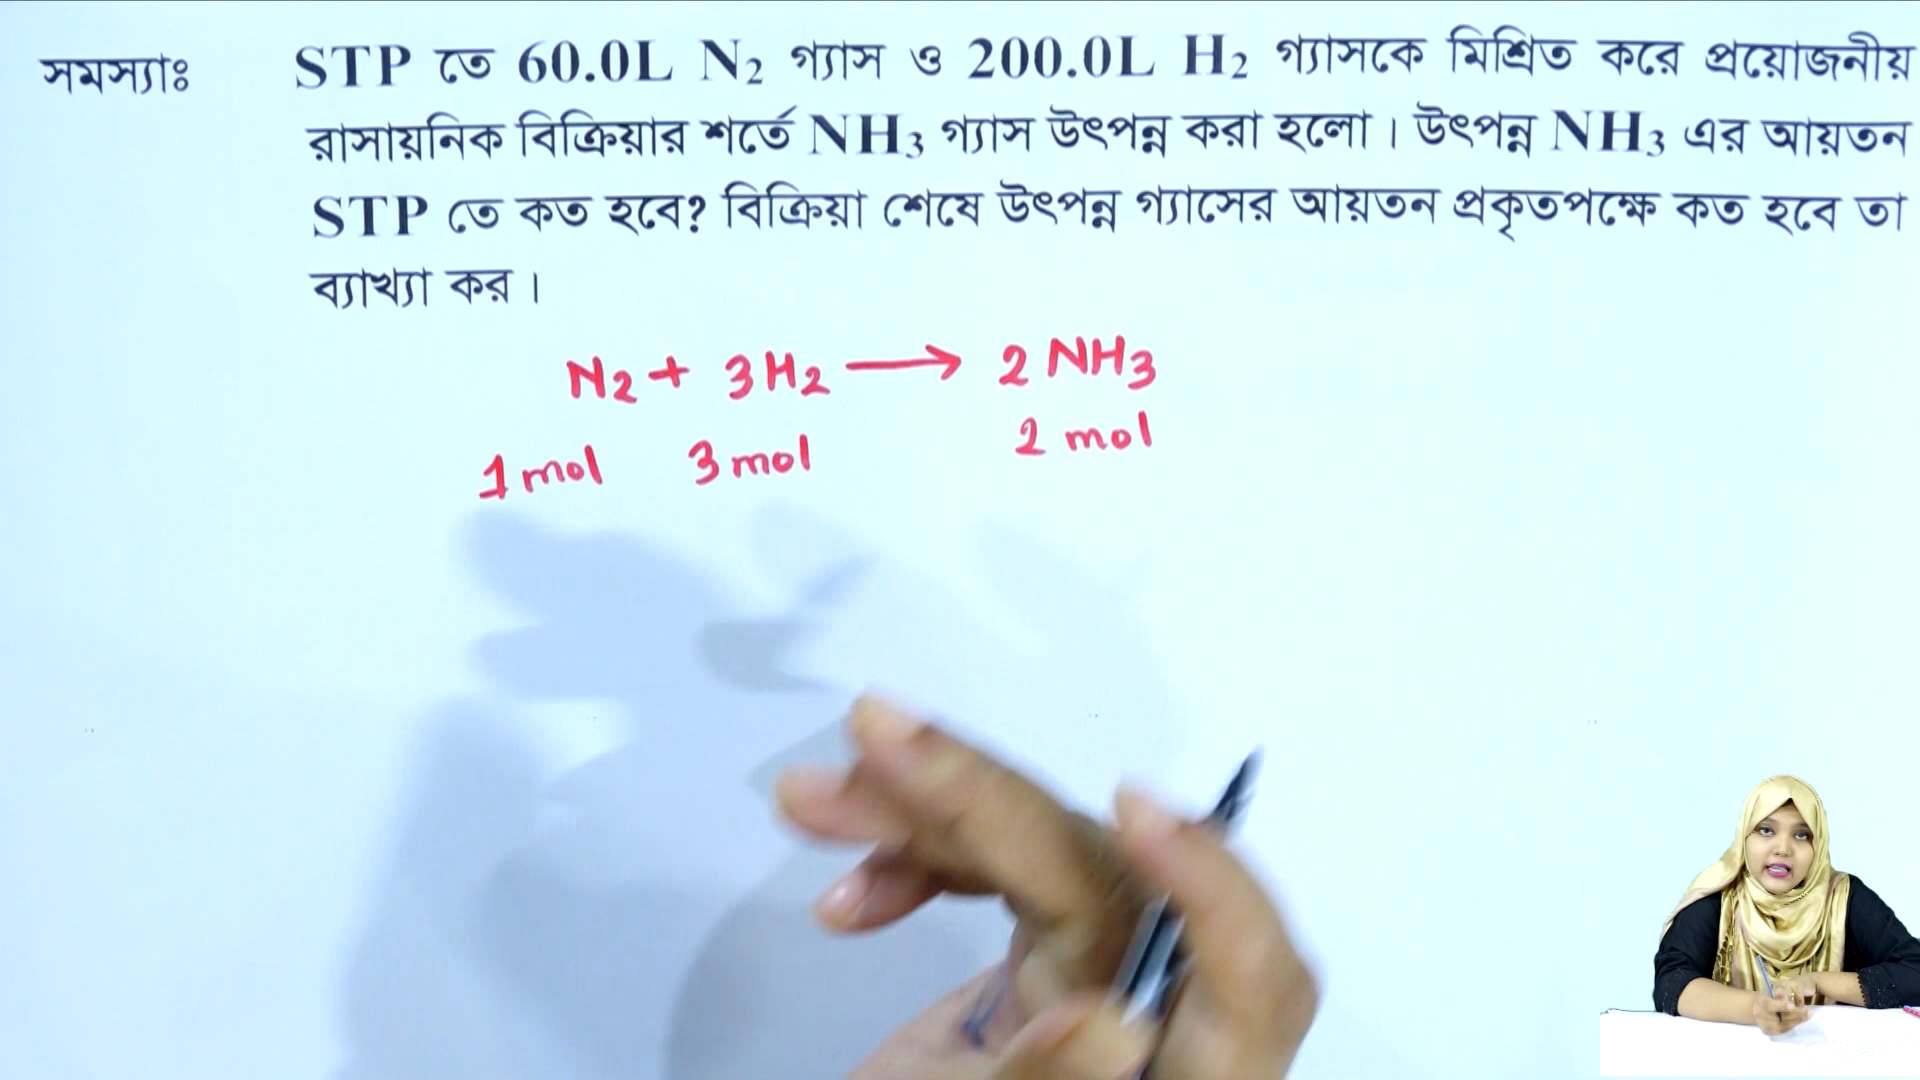 সমস্যাঃ STP তে 60.0L N₂ গ্যাস ও 200.0L H₂ গ্যাসকে মিশ্রিত করে প্রয়োজনীয়
রাসায়নিক বিক্রিয়ার শর্তে NH₃ গ্যাস উৎপন্ন করা হলো। উৎপন্ন NH₃ এর আয়তন
STP তে কত হবে? বিক্রিয়া শেষে উৎপন্ন গ্যাসের আয়তন প্রকৃতপক্ষে কত হবে তা
ব্যাখ্যা কর।
N₂ + 3H₂ ⟶ 2 NH₃
1 mol 3 mol 2 mol